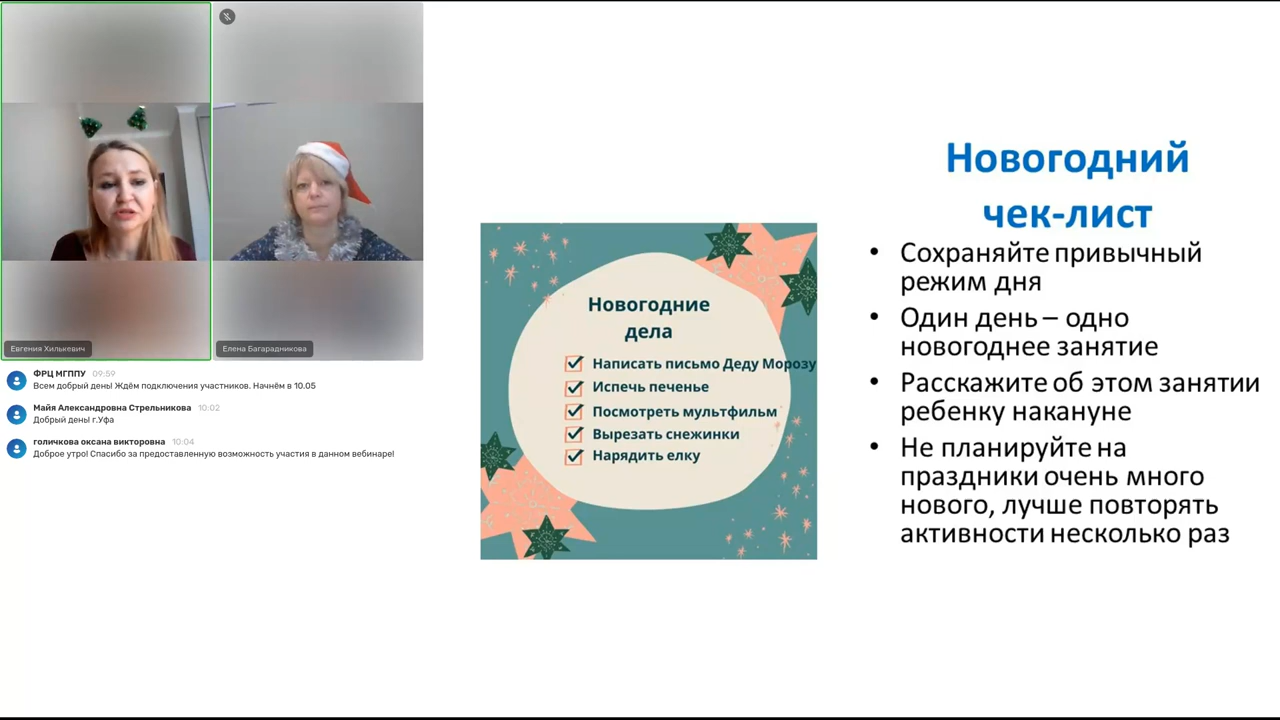 Евгения Хилькевич
Елена Багарадникова
ФРЦ МГППУ 09:59
Всем добрый день! Ждём подключения участников. Начнём в 10.05
Майя Александровна Стрельникова 10:02
Добрый день! г.Уфа
голичкова оксана викторовна 10:04
Доброе утро! Спасибо за предоставленную возможность участия в данном вебинаре!
Новогодние
дела
Написать письмо Деду Морозу
Испечь печенье
Посмотреть мультфильм
Вырезать снежинки
Нарядить елку
Новогодний
чек-лист
• Сохраняйте привычный
режим дня
• Один день – одно
новогоднее занятие
• Расскажите об этом занятии
ребенку накануне
• Не планируйте на
праздники очень много
нового, лучше повторять
активности несколько раз